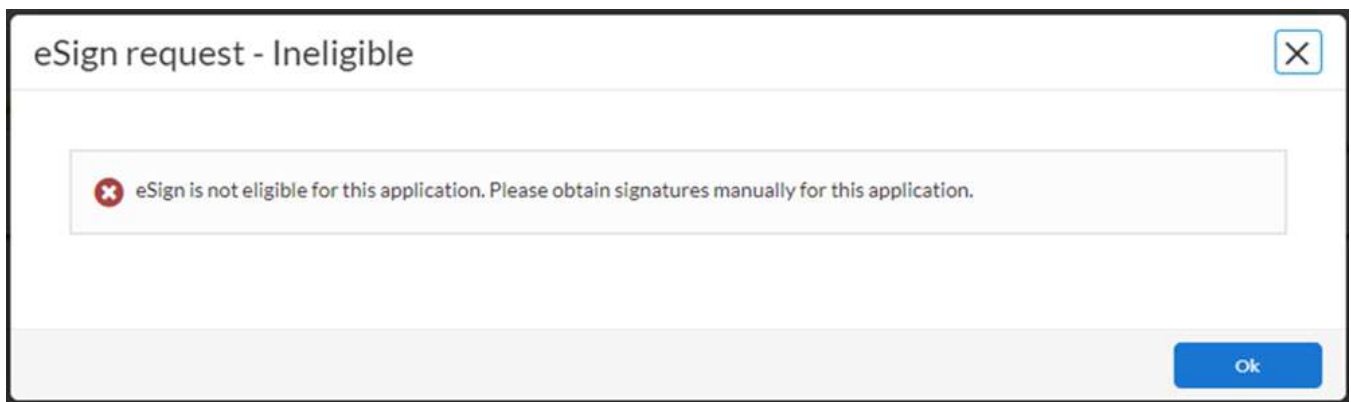 eSign request - Ineligible
eSign is not eligible for this application. Please obtain signatures manually for this application.
Ok